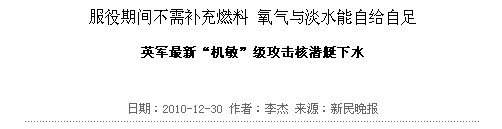 服役期间不需补充燃料 氧气与淡水能自给自足
英军最新“机敏”级攻击核潜艇下水
日期：2010-12-30 作者：李杰 来源：新民晚报